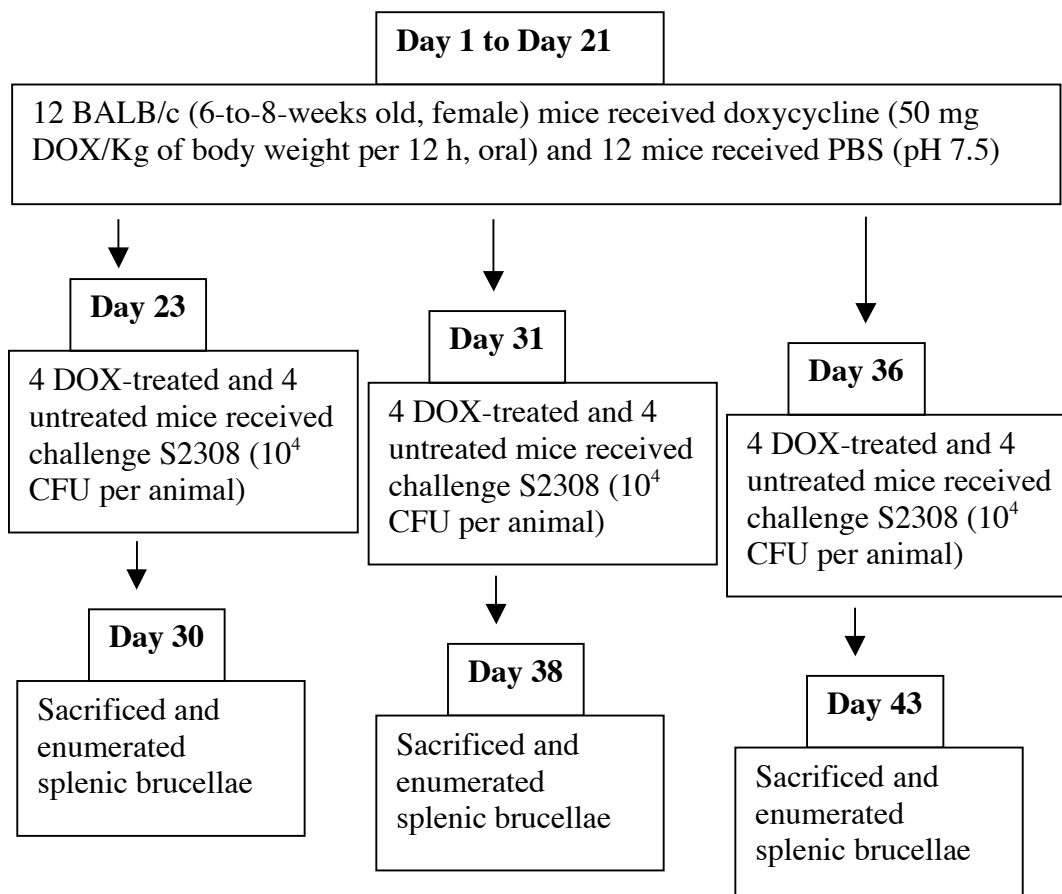 Day 1 to Day 21
12 BALB/c (6-to-8-weeks old, female) mice received doxycycline (50 mg
DOX/Kg of body weight per 12 h, oral) and 12 mice received PBS (pH 7.5)
Day 23
4 DOX-treated and 4
untreated mice received
challenge S2308 (10⁴
CFU per animal)
Day 30
Sacrificed and
enumerated
splenic brucellae
Day 31
4 DOX-treated and 4
untreated mice received
challenge S2308 (10⁴
CFU per animal)
Day 38
Sacrificed and
enumerated
splenic brucellae
Day 36
4 DOX-treated and 4
untreated mice received
challenge S2308 (10⁴
CFU per animal)
Day 43
Sacrificed and
enumerated
splenic brucellae